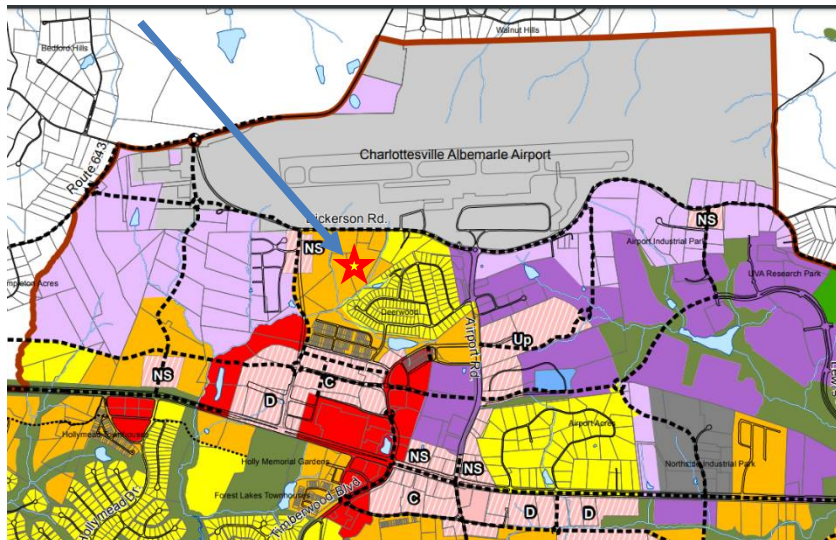 Bedford Hills
Walnut Hills
Route 643
Charlottesville Albemarle Airport
Dickerson Rd.
NS
NS
Airport Industrial Park
UVA Research Park
Deerwood
Airport Rd.
Up
NS
C
D
Airport Acres
NS
NS
Northside Industrial Park
Holly Memorial Gardens
Forest Lakes Townhouses
Timberwood Blvd
Hollymead Dr.
C
D
D